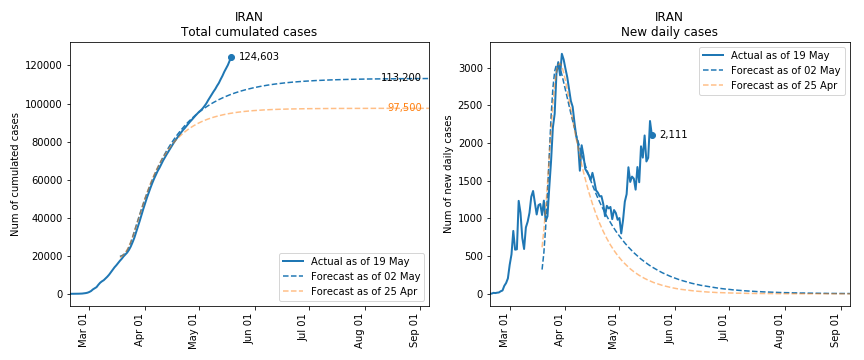 IRAN
Total cumulated cases
Num of cumulated cases
120000
100000
80000
60000
40000
20000
0
124,603
113,200
97,500
Actual as of 19 May
Forecast as of 02 May
Forecast as of 25 Apr
Mar 01
Apr 01
May 01
Jun 01
Jul 01
Aug 01
Sep 01
IRAN
New daily cases
Num of new daily cases
3000
2500
2000
1500
1000
500
0
Actual as of 19 May
Forecast as of 02 May
Forecast as of 25 Apr
2,111
Mar 01
Apr 01
May 01
Jun 01
Jul 01
Aug 01
Sep 01